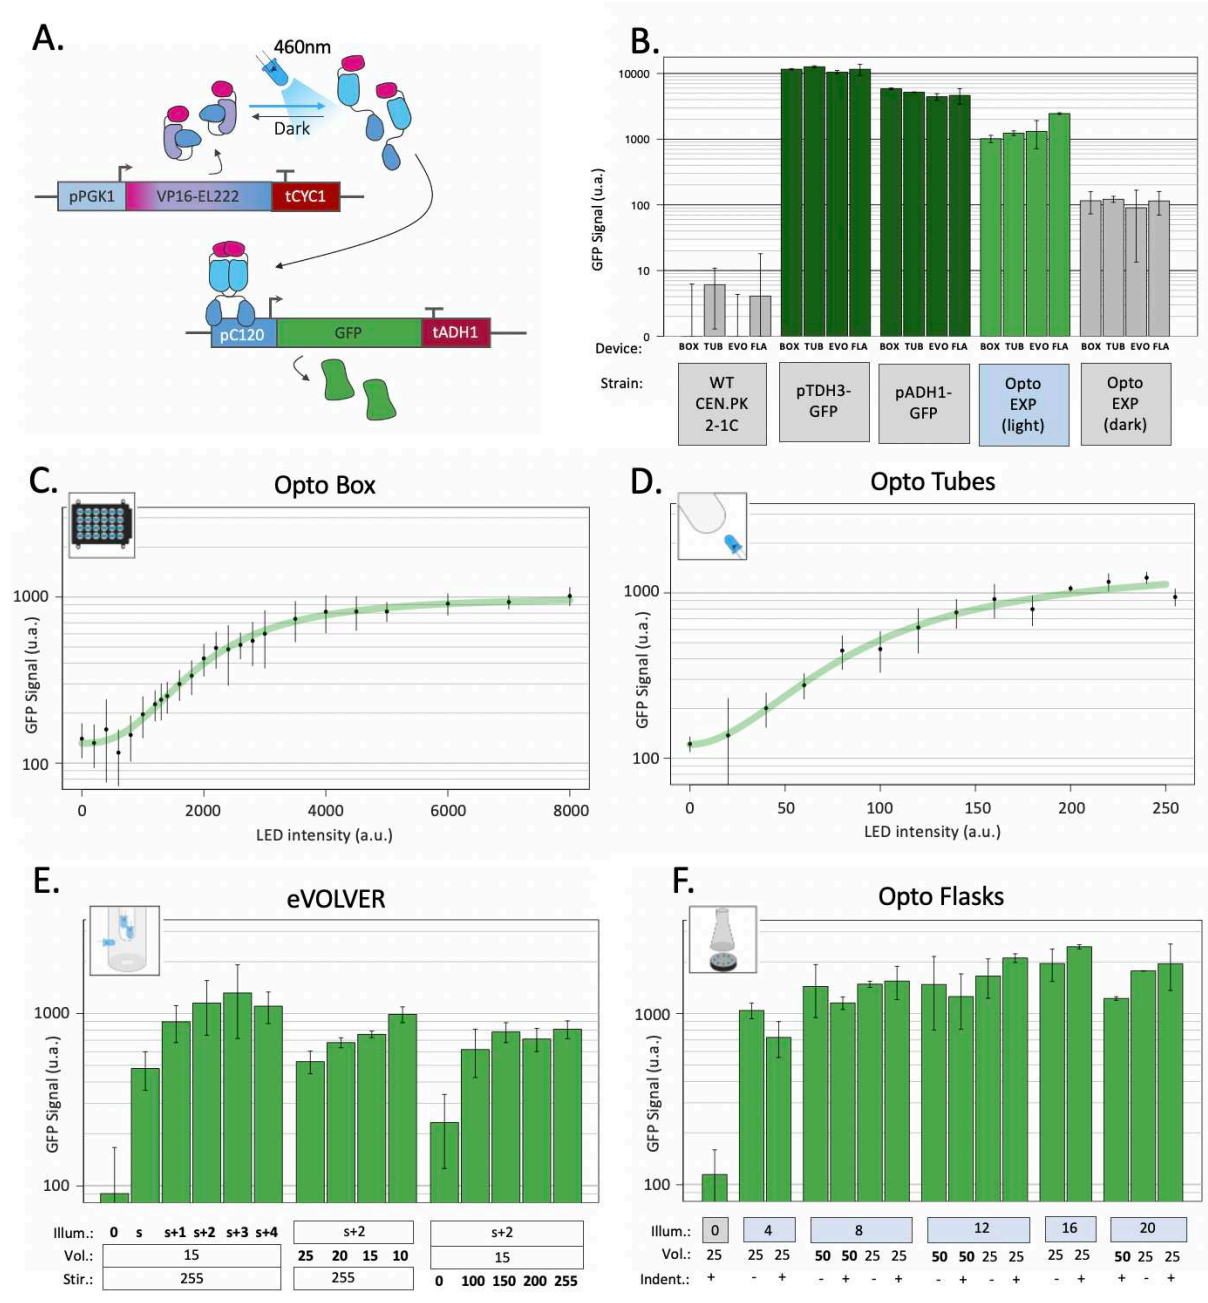 A.
460nm
Dark
pPGK1 VP16-EL222 tCYC1
pC120 GFP tADH1
B.
GFP Signal (u.a.)
10000
1000
100
10
0
Device: BOX TUB EVO FLA BOX TUB EVO FLA BOX TUB EVO FLA BOX TUB EVO FLA BOX TUB EVO FLA
Strain:
WT
CEN.PK
2-1C
pTDH3-
GFP
pADH1-
GFP
Opto
EXP
(light)
Opto
EXP
(dark)
C.
Opto Box
GFP Signal (u.a.)
1000
100
0 2000 4000 6000 8000
LED intensity (a.u.)
D.
Opto Tubes
GFP Signal (u.a.)
1000
100
0 50 100 150 200 250
LED intensity (a.u.)
E.
eVOLVER
GFP Signal (u.a.)
1000
100
Illum.: 0 s s+1 s+2 s+3 s+4 s+2 s+2
Vol.: 15 25 20 15 10 15
Stir.: 255 255 0 100 150 200 255
F.
Opto Flasks
GFP Signal (u.a.)
1000
100
Illum.: 0 4 8 12 16 20
Vol.: 25 25 25 50 50 25 25 50 50 25 25 25 25 50 25 25
Indent.: + - + - + - + - + - + - + + - +